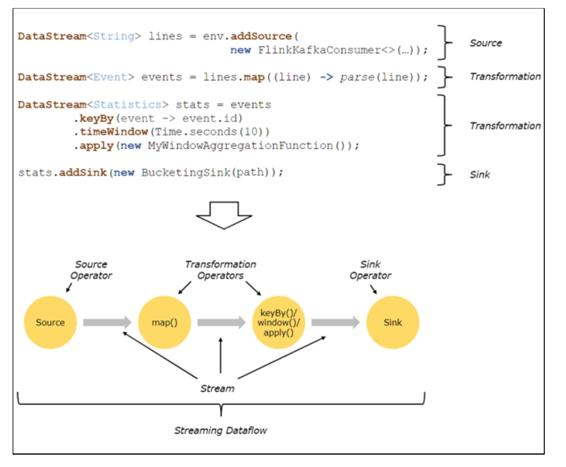 DataStream<String> lines = env.addSource(
new FlinkKafkaConsumer<>(…));
Source
DataStream<Event> events = lines.map((line) -> parse(line));
Transformation
DataStream<Statistics> stats = events
.keyBy(event -> event.id)
.timeWindow(Time.seconds(10))
.apply(new MyWindowAggregationFunction());
Transformation
stats.addSink(new BucketingSink(path));
Sink
Source
Operator
Transformation
Operators
Sink
Operator
Source
map()
keyBy()/
window()/
apply()
Sink
Stream
Streaming Dataflow